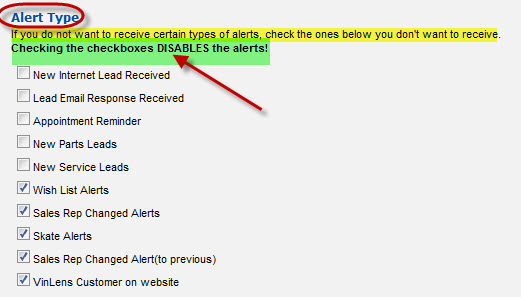 Alert Type
If you do not want to receive certain types of alerts, check the ones below you don't want to receive.
Checking the checkboxes DISABLES the alerts!
New Internet Lead Received
Lead Email Response Received
Appointment Reminder
New Parts Leads
New Service Leads
Wish List Alerts
Sales Rep Changed Alerts
Skate Alerts
Sales Rep Changed Alert(to previous)
VinLens Customer on website